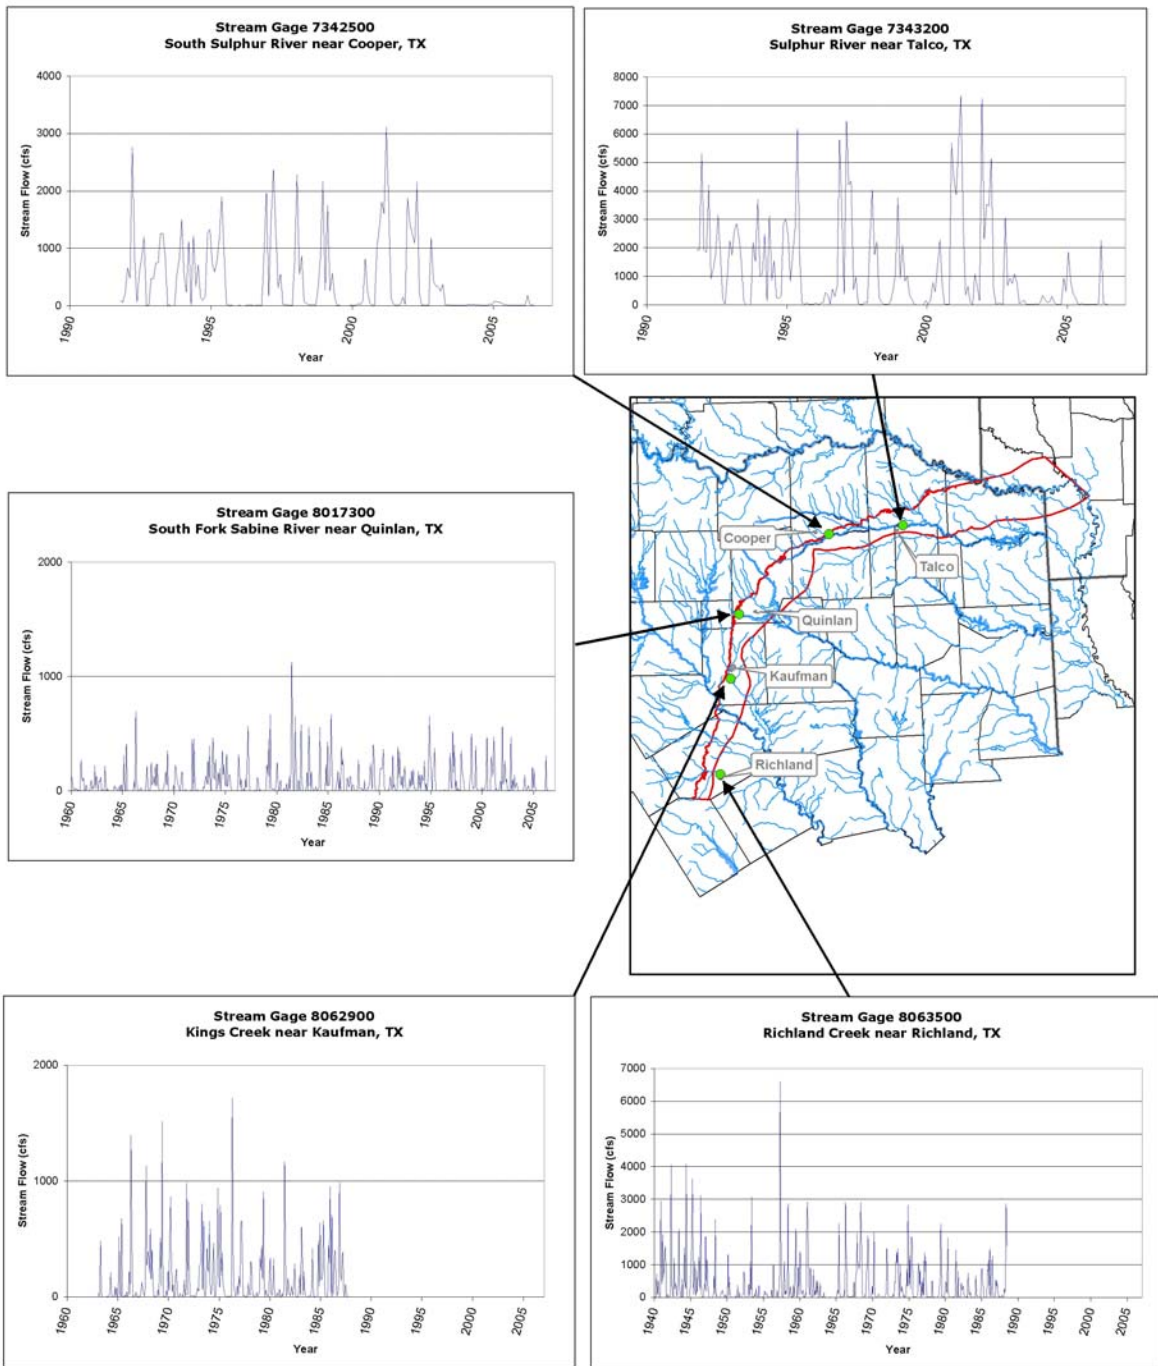 Stream Gage 7342500
South Sulphur River near Cooper, TX
4000
3000
2000
1000
0
Stream Flow (cfs)
1990
1995
2000
2005
Year
Stream Gage 7343200
Sulphur River near Talco, TX
8000
7000
6000
5000
4000
3000
2000
1000
0
Stream Flow (cfs)
1990
1995
2000
2005
Year
Cooper
Talco
Quinlan
Kaufman
Richland
Stream Gage 8017300
South Fork Sabine River near Quinlan, TX
2000
1000
0
Stream Flow (cfs)
1960
1965
1970
1975
1980
1985
1990
1995
2000
2005
Year
Stream Gage 8062900
Kings Creek near Kaufman, TX
2000
1000
0
Stream Flow (cfs)
1960
1965
1970
1975
1980
1985
1990
1995
2000
2005
Year
Stream Gage 8063500
Richland Creek near Richland, TX
7000
6000
5000
4000
3000
2000
1000
0
Stream Flow (cfs)
1940
1945
1950
1955
1960
1965
1970
1975
1980
1985
1990
1995
2000
2005
Year